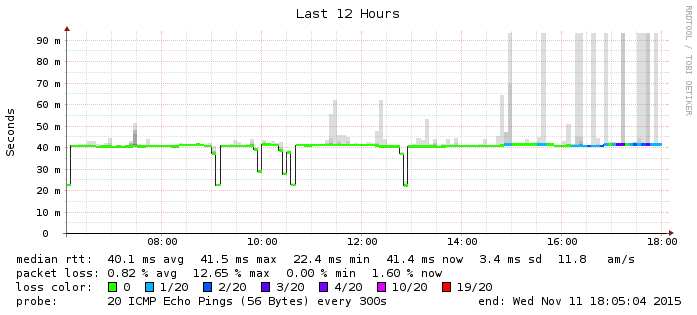 Last 12 Hours
RRDTOOL / TOBI OETIKER
Seconds
90 m
80 m
70 m
60 m
50 m
40 m
30 m
20 m
10 m
0
08:00 10:00 12:00 14:00 16:00 18:00
median rtt: 40.1 ms avg 41.5 ms max 22.4 ms min 41.4 ms now 3.4 ms sd 11.8 am/s
packet loss: 0.82 % avg 12.65 % max 0.00 % min 1.60 % now
loss color: 0 1/20 2/20 3/20 4/20 10/20 19/20
probe: 20 ICMP Echo Pings (56 Bytes) every 300s end: Wed Nov 11 18:05:04 2015